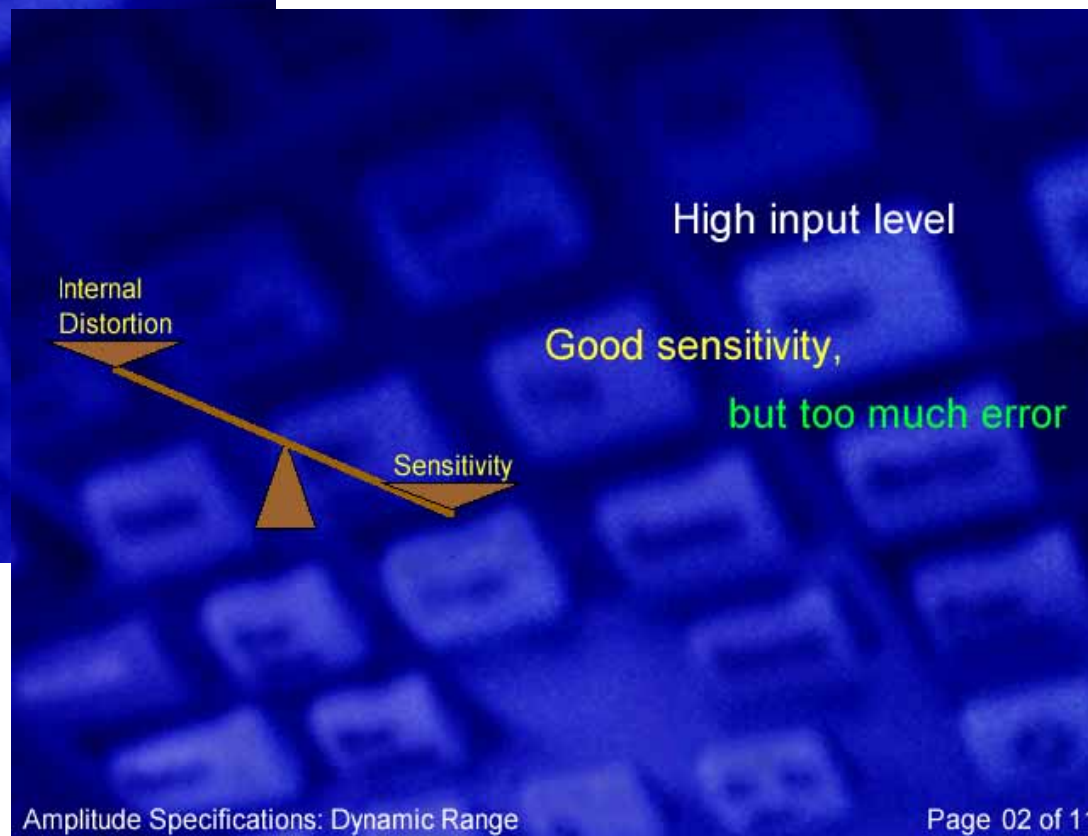 High input level
Internal
Distortion
Good sensitivity,
but too much error
Sensitivity
Amplitude Specifications: Dynamic Range
Page 02 of 1